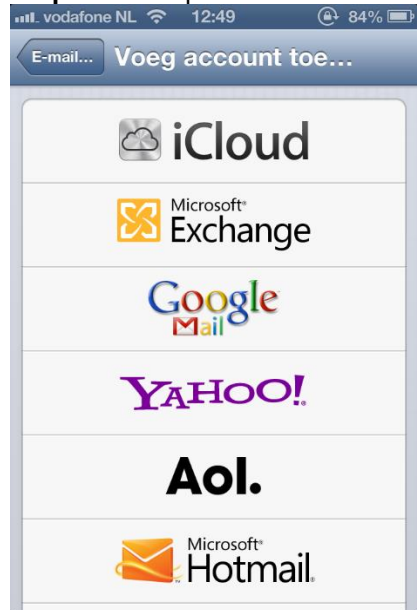 vodafone NL 12:49 84%
E-mail... Voeg account toe...
iCloud
Microsoft®
Exchange
Google
Mail
YAHOO!
Aol.
Microsoft®
Hotmail